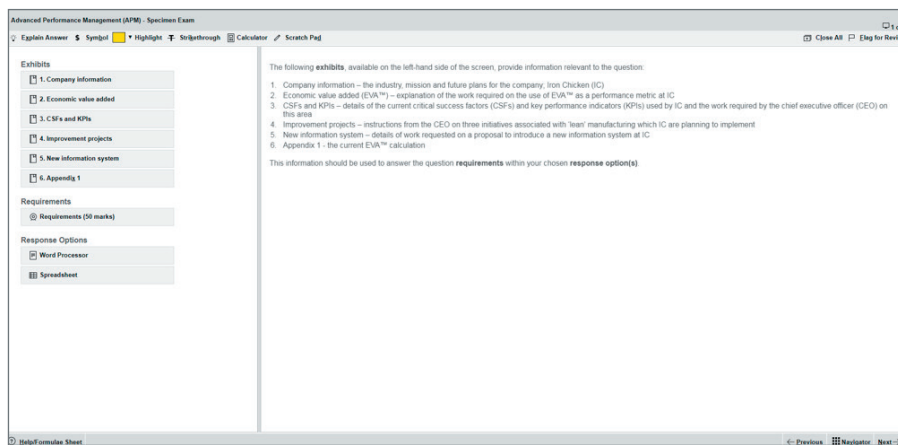 Advanced Performance Management (APM) - Specimen Exam
1 o
Explain Answer $ Symbol Highlight T Strikethrough Calculator Scratch Pad Close All Flag for Revi
Exhibits
1. Company information
2. Economic value added
3. CSFs and KPIs
4. Improvement projects
5. New information system
6. Appendix 1
Requirements
Requirements (50 marks)
Response Options
Word Processor
Spreadsheet
The following exhibits, available on the left-hand side of the screen, provide information relevant to the question:
1. Company information – the industry, mission and future plans for the company, Iron Chicken (IC)
2. Economic value added (EVA™) – explanation of the work required on the use of EVA™ as a performance metric at IC
3. CSFs and KPIs – details of the current critical success factors (CSFs) and key performance indicators (KPIs) used by IC and the work required by the chief executive officer (CEO) on
this area
4. Improvement projects – instructions from the CEO on three initiatives associated with 'lean' manufacturing which IC are planning to implement
5. New information system – details of work requested on a proposal to introduce a new information system at IC
6. Appendix 1 - the current EVA™ calculation
This information should be used to answer the question requirements within your chosen response option(s).
Help/Formulae Sheet
Previous Navigator Next